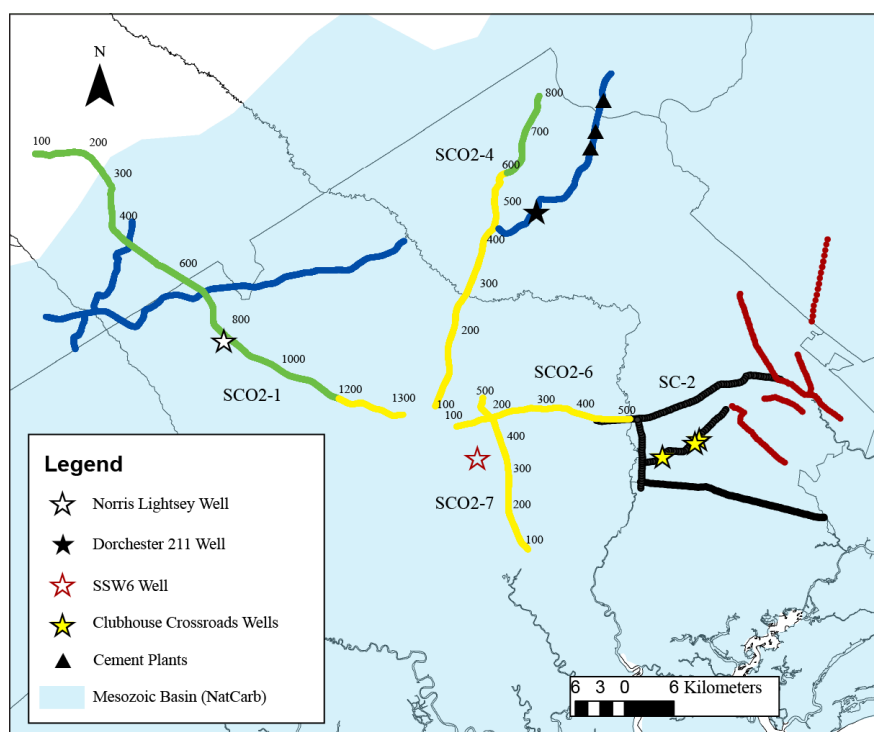 N
800
100
200
700
SCO2-4
600
300
500
400
400
600
300
800
200
SCO2-6
1000
SC-2
SCO2-1
1200
1300
100
500
200
300
400
500
100
400
300
SCO2-7
200
100
Legend
Norris Lightsey Well
Dorchester 211 Well
SSW6 Well
Clubhouse Crossroads Wells
Cement Plants
Mesozoic Basin (NatCarb)
6 3 0 6 Kilometers